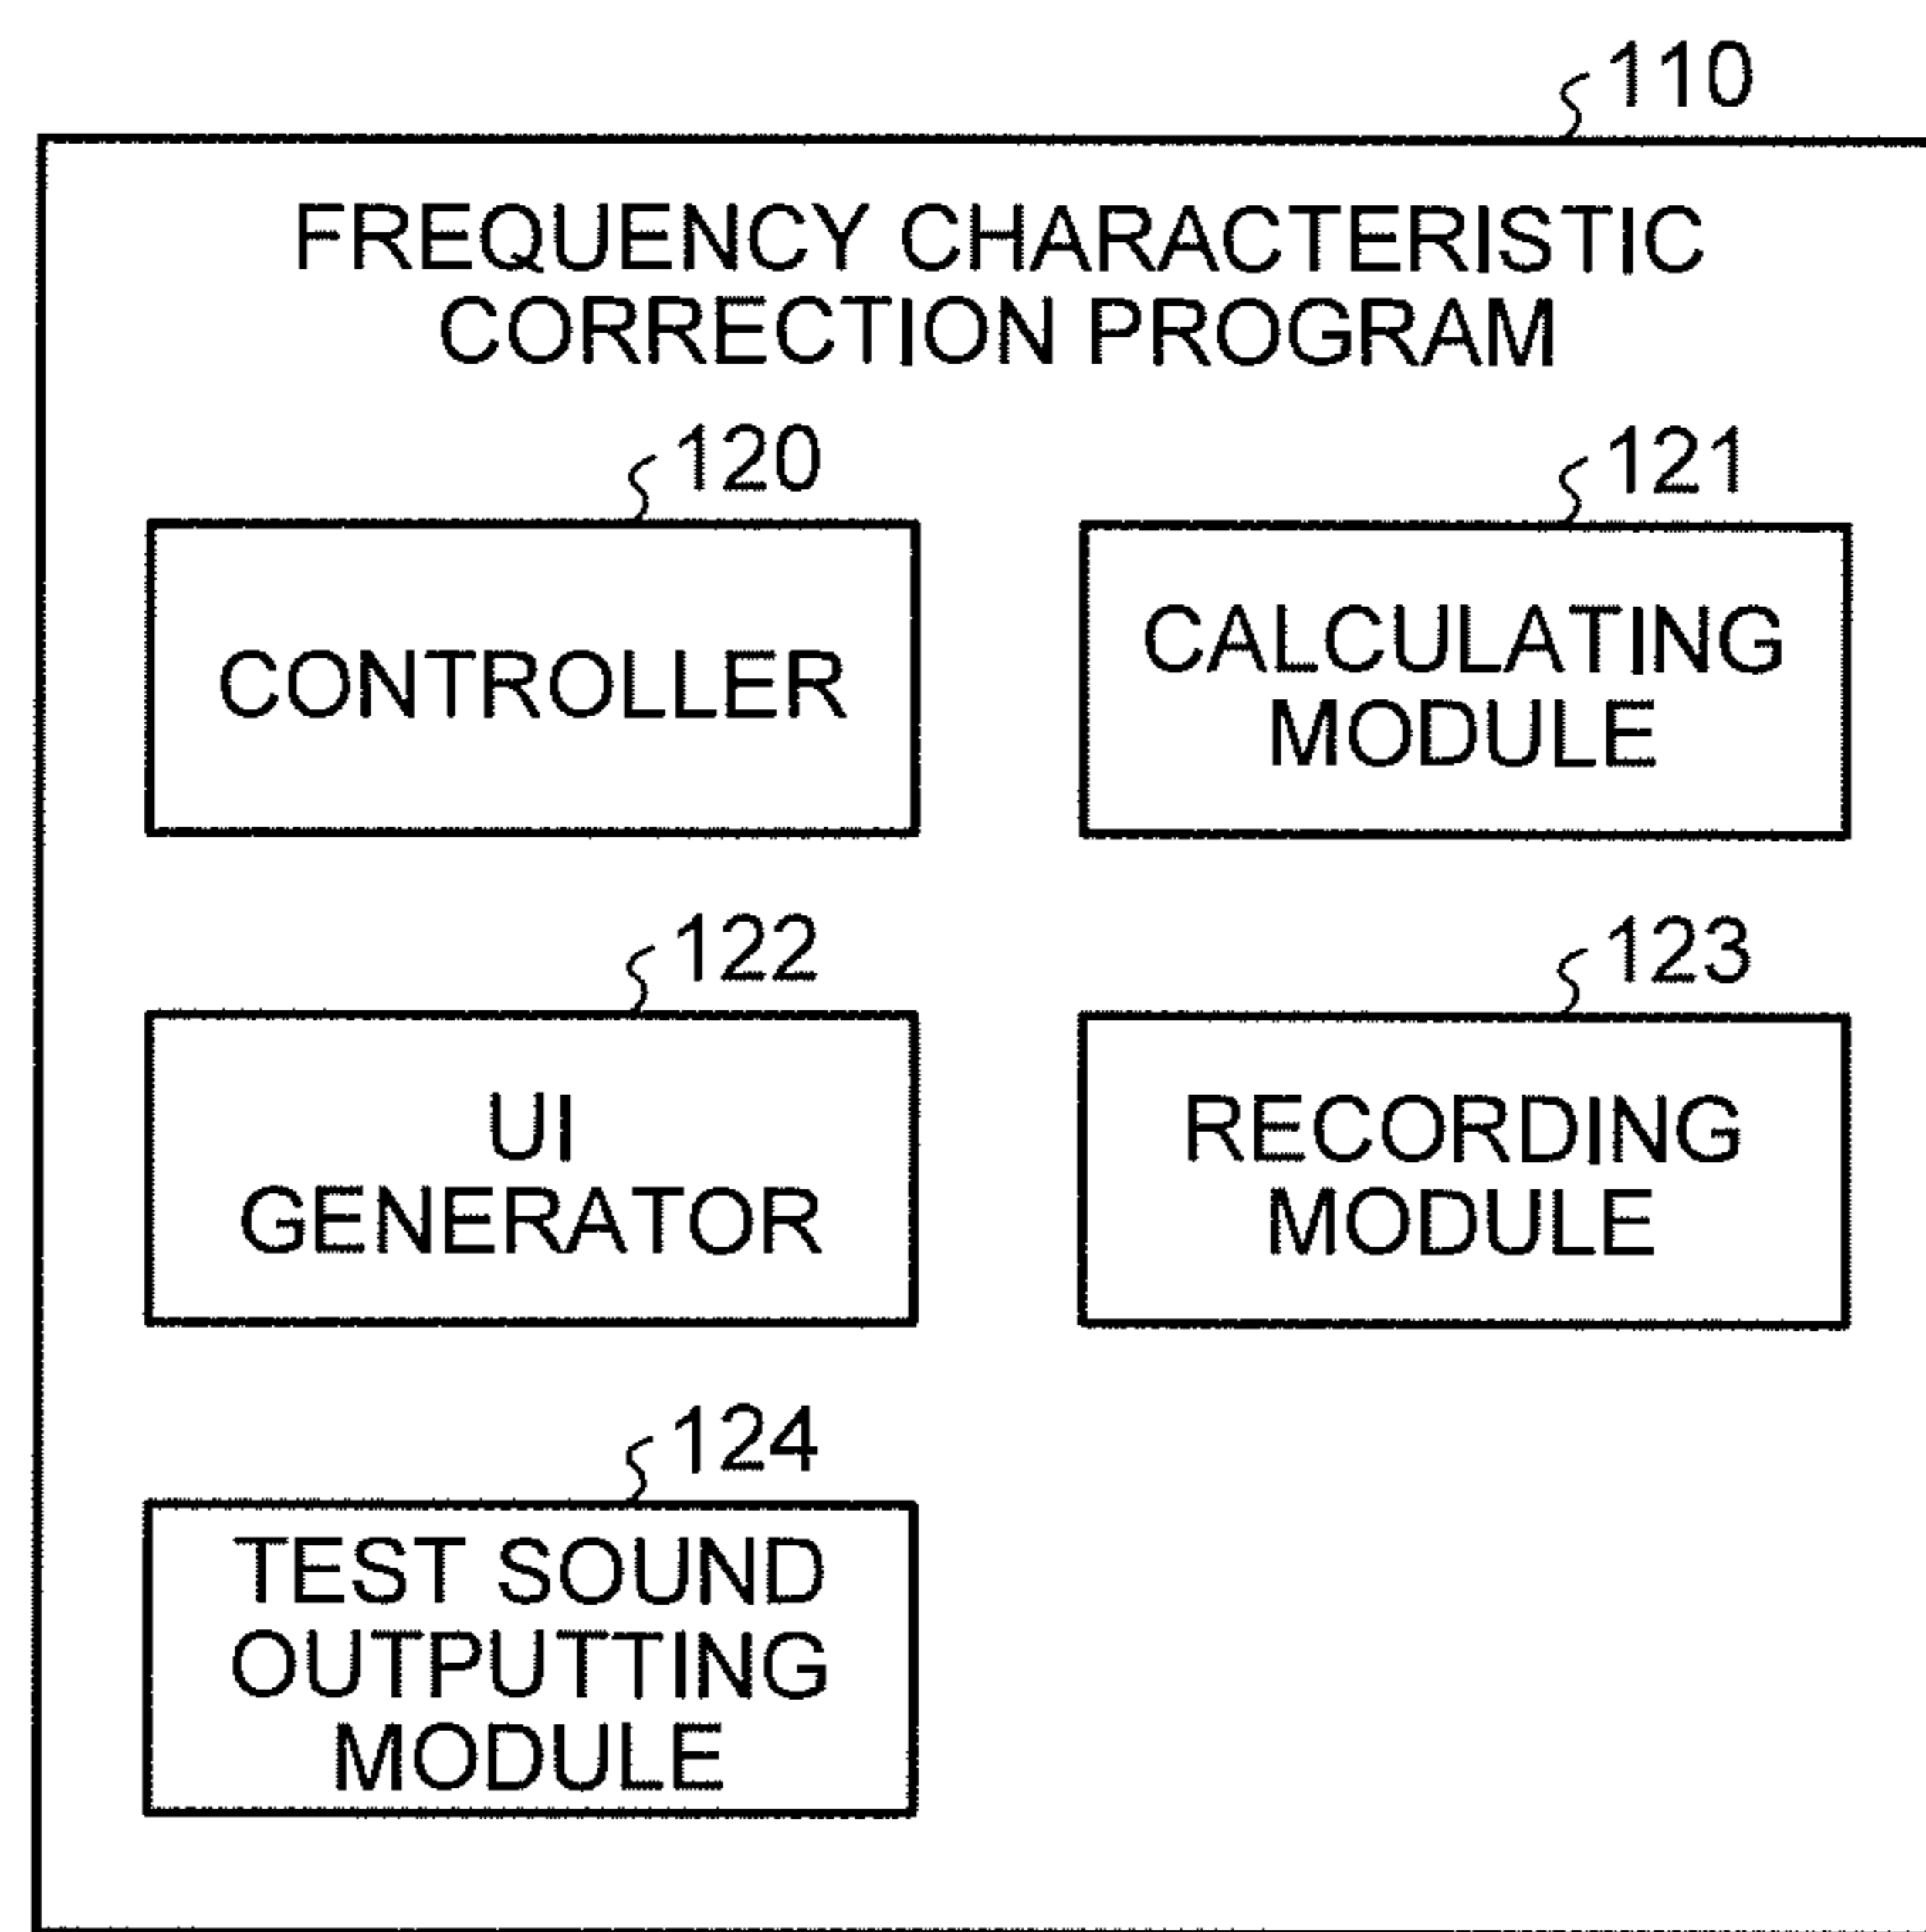 110
FREQUENCY CHARACTERISTIC
CORRECTION PROGRAM
120
CONTROLLER
121
CALCULATING
MODULE
122
UI
GENERATOR
123
RECORDING
MODULE
124
TEST SOUND
OUTPUTTING
MODULE